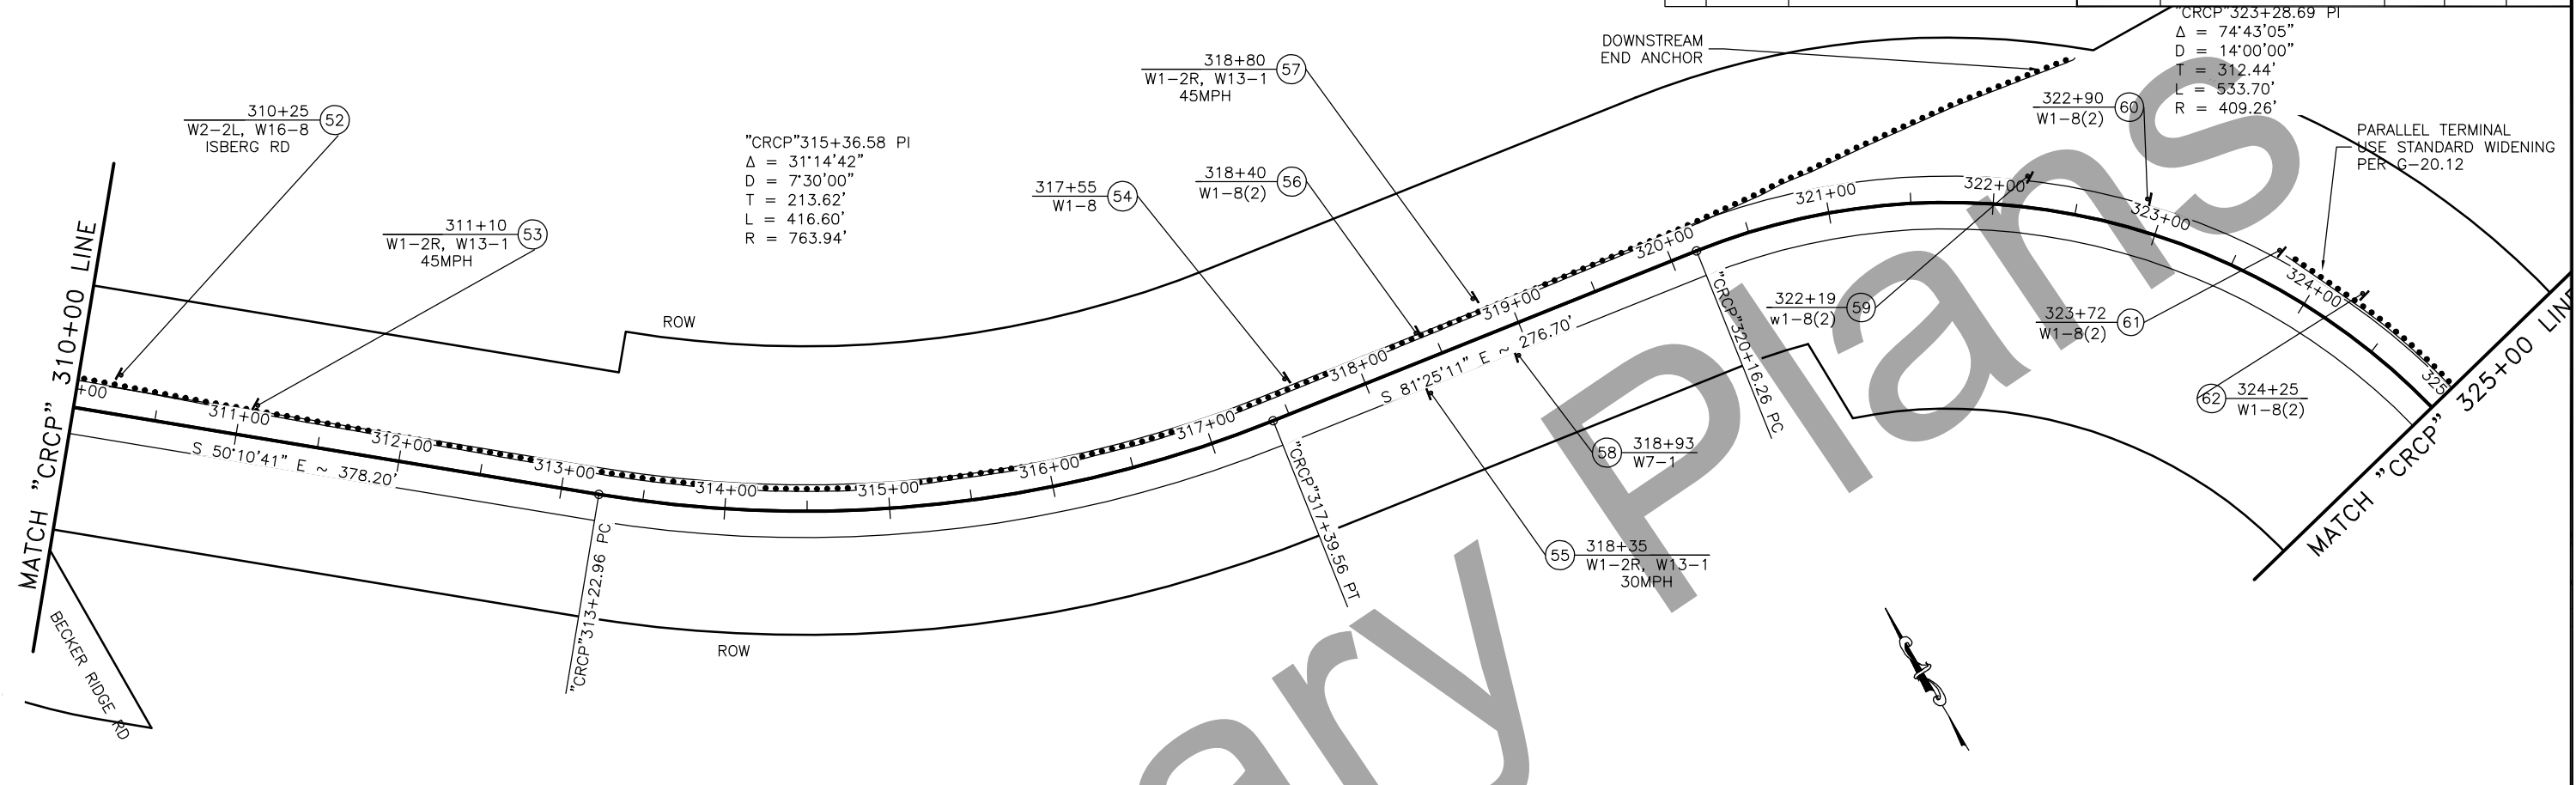 "CRCP"323+28.69 PI
Δ = 74°43'05"
D = 14°00'00"
T = 312.44'
L = 533.70'
R = 409.26'
DOWNSTREAM
END ANCHOR
318+80
W1-2R, W13-1
45MPH
57
322+90
W1-8(2)
60
310+25
W2-2L, W16-8
ISBERG RD
52
PARALLEL TERMINAL
USE STANDARD WIDENING
PER G-20.12
"CRCP"315+36.58 PI
Δ = 31°14'42"
D = 7°30'00"
T = 213.62'
L = 416.60'
R = 763.94'
318+40
W1-8(2)
56
317+55
W1-8
54
311+10
W1-2R, W13-1
45MPH
53
MATCH "CRCP" 310+00 LINE
ROW
+00
311+00
312+00
313+00
314+00
315+00
316+00
317+00
318+00
319+00
320+00
321+00
322+00
323+00
324+00
325
S 50°10'41" E ~ 378.20'
S 81°25'11" E ~ 276.70'
"CRCP"313+22.96 PC
"CRCP"317+39.56 PT
"CRCP"320+16.26 PC
322+19
W1-8(2)
59
323+72
W1-8(2)
61
62
324+25
W1-8(2)
58
318+93
W7-1
55
318+35
W1-2R, W13-1
30MPH
MATCH "CRCP" 325+00 LINE
ROW
BECKER RIDGE RD
ary Plans